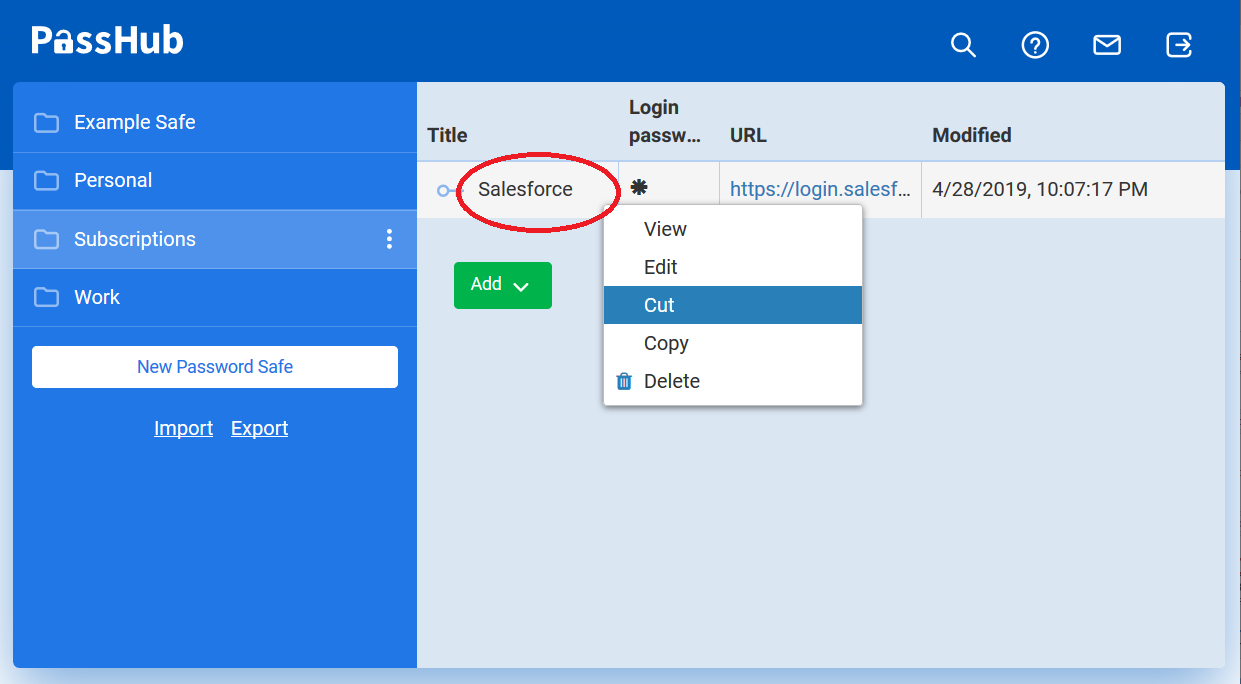 PassHub
Example Safe
Personal
Subscriptions
Work
New Password Safe
Import Export
Title Login passw... URL Modified
Salesforce ✱ https://login.salesf... 4/28/2019, 10:07:17 PM
Add
View
Edit
Cut
Copy
Delete